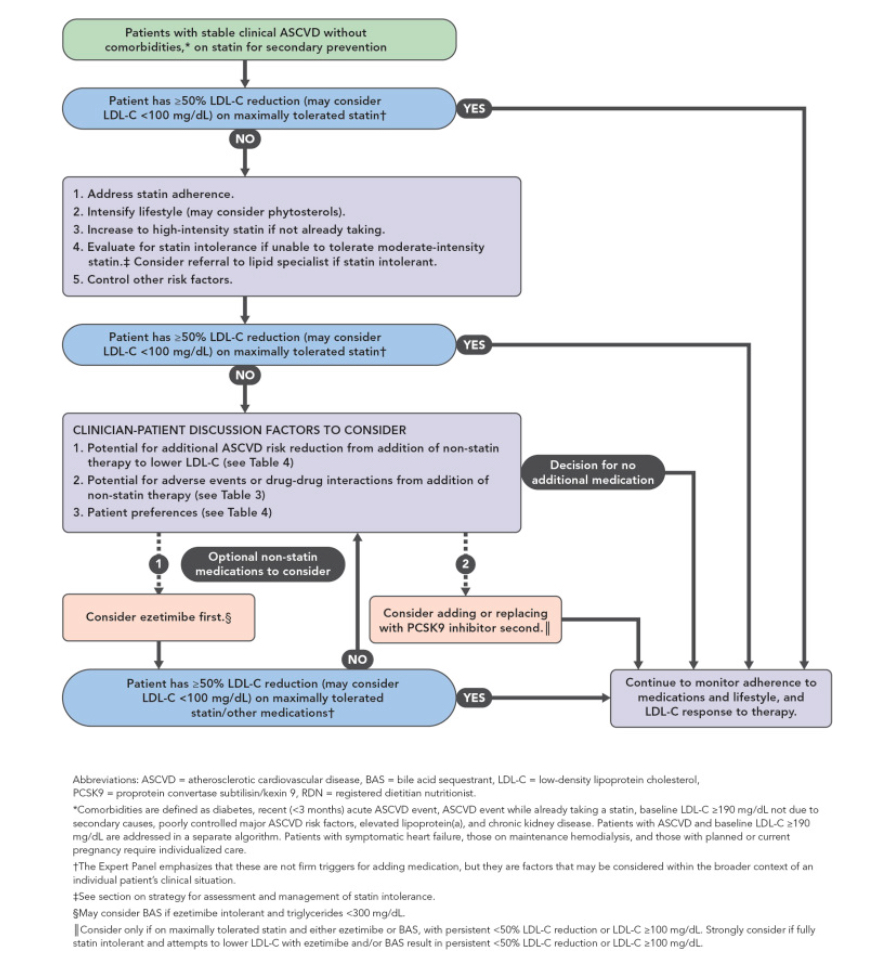 Patients with stable clinical ASCVD without
comorbidities,* on statin for secondary prevention
Patient has ≥50% LDL-C reduction (may consider
LDL-C <100 mg/dL) on maximally tolerated statin†
YES
NO
1. Address statin adherence.
2. Intensify lifestyle (may consider phytosterols).
3. Increase to high-intensity statin if not already taking.
4. Evaluate for statin intolerance if unable to tolerate moderate-intensity
statin.‡ Consider referral to lipid specialist if statin intolerant.
5. Control other risk factors.
Patient has ≥50% LDL-C reduction (may consider
LDL-C <100 mg/dL) on maximally tolerated statin†
YES
NO
CLINICIAN-PATIENT DISCUSSION FACTORS TO CONSIDER
1. Potential for additional ASCVD risk reduction from addition of non-statin
therapy to lower LDL-C (see Table 4)
2. Potential for adverse events or drug-drug interactions from addition of
non-statin therapy (see Table 3)
3. Patient preferences (see Table 4)
Decision for no
additional medication
1
Optional non-statin
medications to consider
2
Consider ezetimibe first.§
Consider adding or replacing
with PCSK9 inhibitor second.‖
NO
Patient has ≥50% LDL-C reduction (may consider
LDL-C <100 mg/dL) on maximally tolerated
statin/other medications†
YES
Continue to monitor adherence to
medications and lifestyle, and
LDL-C response to therapy.
Abbreviations: ASCVD = atherosclerotic cardiovascular disease, BAS = bile acid sequestrant, LDL-C = low-density lipoprotein cholesterol,
PCSK9 = proprotein convertase subtilisin/kexin 9, RDN = registered dietitian nutritionist.
*Comorbidities are defined as diabetes, recent (<3 months) acute ASCVD event, ASCVD event while already taking a statin, baseline LDL-C ≥190 mg/dL not due to
secondary causes, poorly controlled major ASCVD risk factors, elevated lipoprotein(a), and chronic kidney disease. Patients with ASCVD and baseline LDL-C ≥190
mg/dL are addressed in a separate algorithm. Patients with symptomatic heart failure, those on maintenance hemodialysis, and those with planned or current
pregnancy require individualized care.
†The Expert Panel emphasizes that these are not firm triggers for adding medication, but they are factors that may be considered within the broader context of an
individual patient's clinical situation.
‡See section on strategy for assessment and management of statin intolerance.
§May consider BAS if ezetimibe intolerant and triglycerides <300 mg/dL.
‖Consider only if on maximally tolerated statin and either ezetimibe or BAS, with persistent <50% LDL-C reduction or LDL-C ≥100 mg/dL. Strongly consider if fully
statin intolerant and attempts to lower LDL-C with ezetimibe and/or BAS result in persistent <50% LDL-C reduction or LDL-C ≥100 mg/dL.